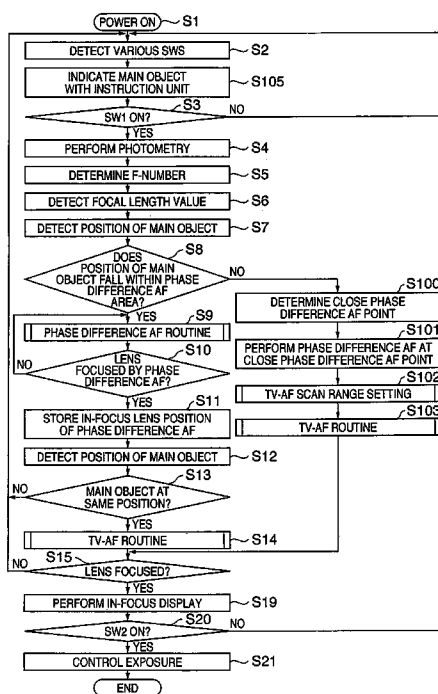 POWER ON S1
DETECT VARIOUS SWS S2
INDICATE MAIN OBJECT
WITH INSTRUCTION UNIT S105
SW1 ON? S3
NO
YES
PERFORM PHOTOMETRY S4
DETERMINE F-NUMBER S5
DETECT FOCAL LENGTH VALUE S6
DETECT POSITION OF MAIN OBJECT S7
S8
DOES
POSITION OF MAIN
OBJECT FALL WITHIN PHASE
DIFFERENCE AF
AREA?
NO
YES
S100
DETERMINE CLOSE PHASE
DIFFERENCE AF POINT
S101
PERFORM PHASE DIFFERENCE AF AT
CLOSE PHASE DIFFERENCE AF POINT
S102
TV-AF SCAN RANGE SETTING
S103
TV-AF ROUTINE
S9
PHASE DIFFERENCE AF ROUTINE
S10
LENS
FOCUSED BY PHASE
DIFFERENCE AF?
NO
YES
S11
STORE IN-FOCUS LENS POSITION
OF PHASE DIFFERENCE AF
S12
DETECT POSITION OF MAIN OBJECT
S13
MAIN OBJECT AT
SAME POSITION?
NO
YES
TV-AF ROUTINE S14
S15
LENS FOCUSED?
NO
YES
PERFORM IN-FOCUS DISPLAY S19
S20
SW2 ON?
NO
YES
CONTROL EXPOSURE S21
END